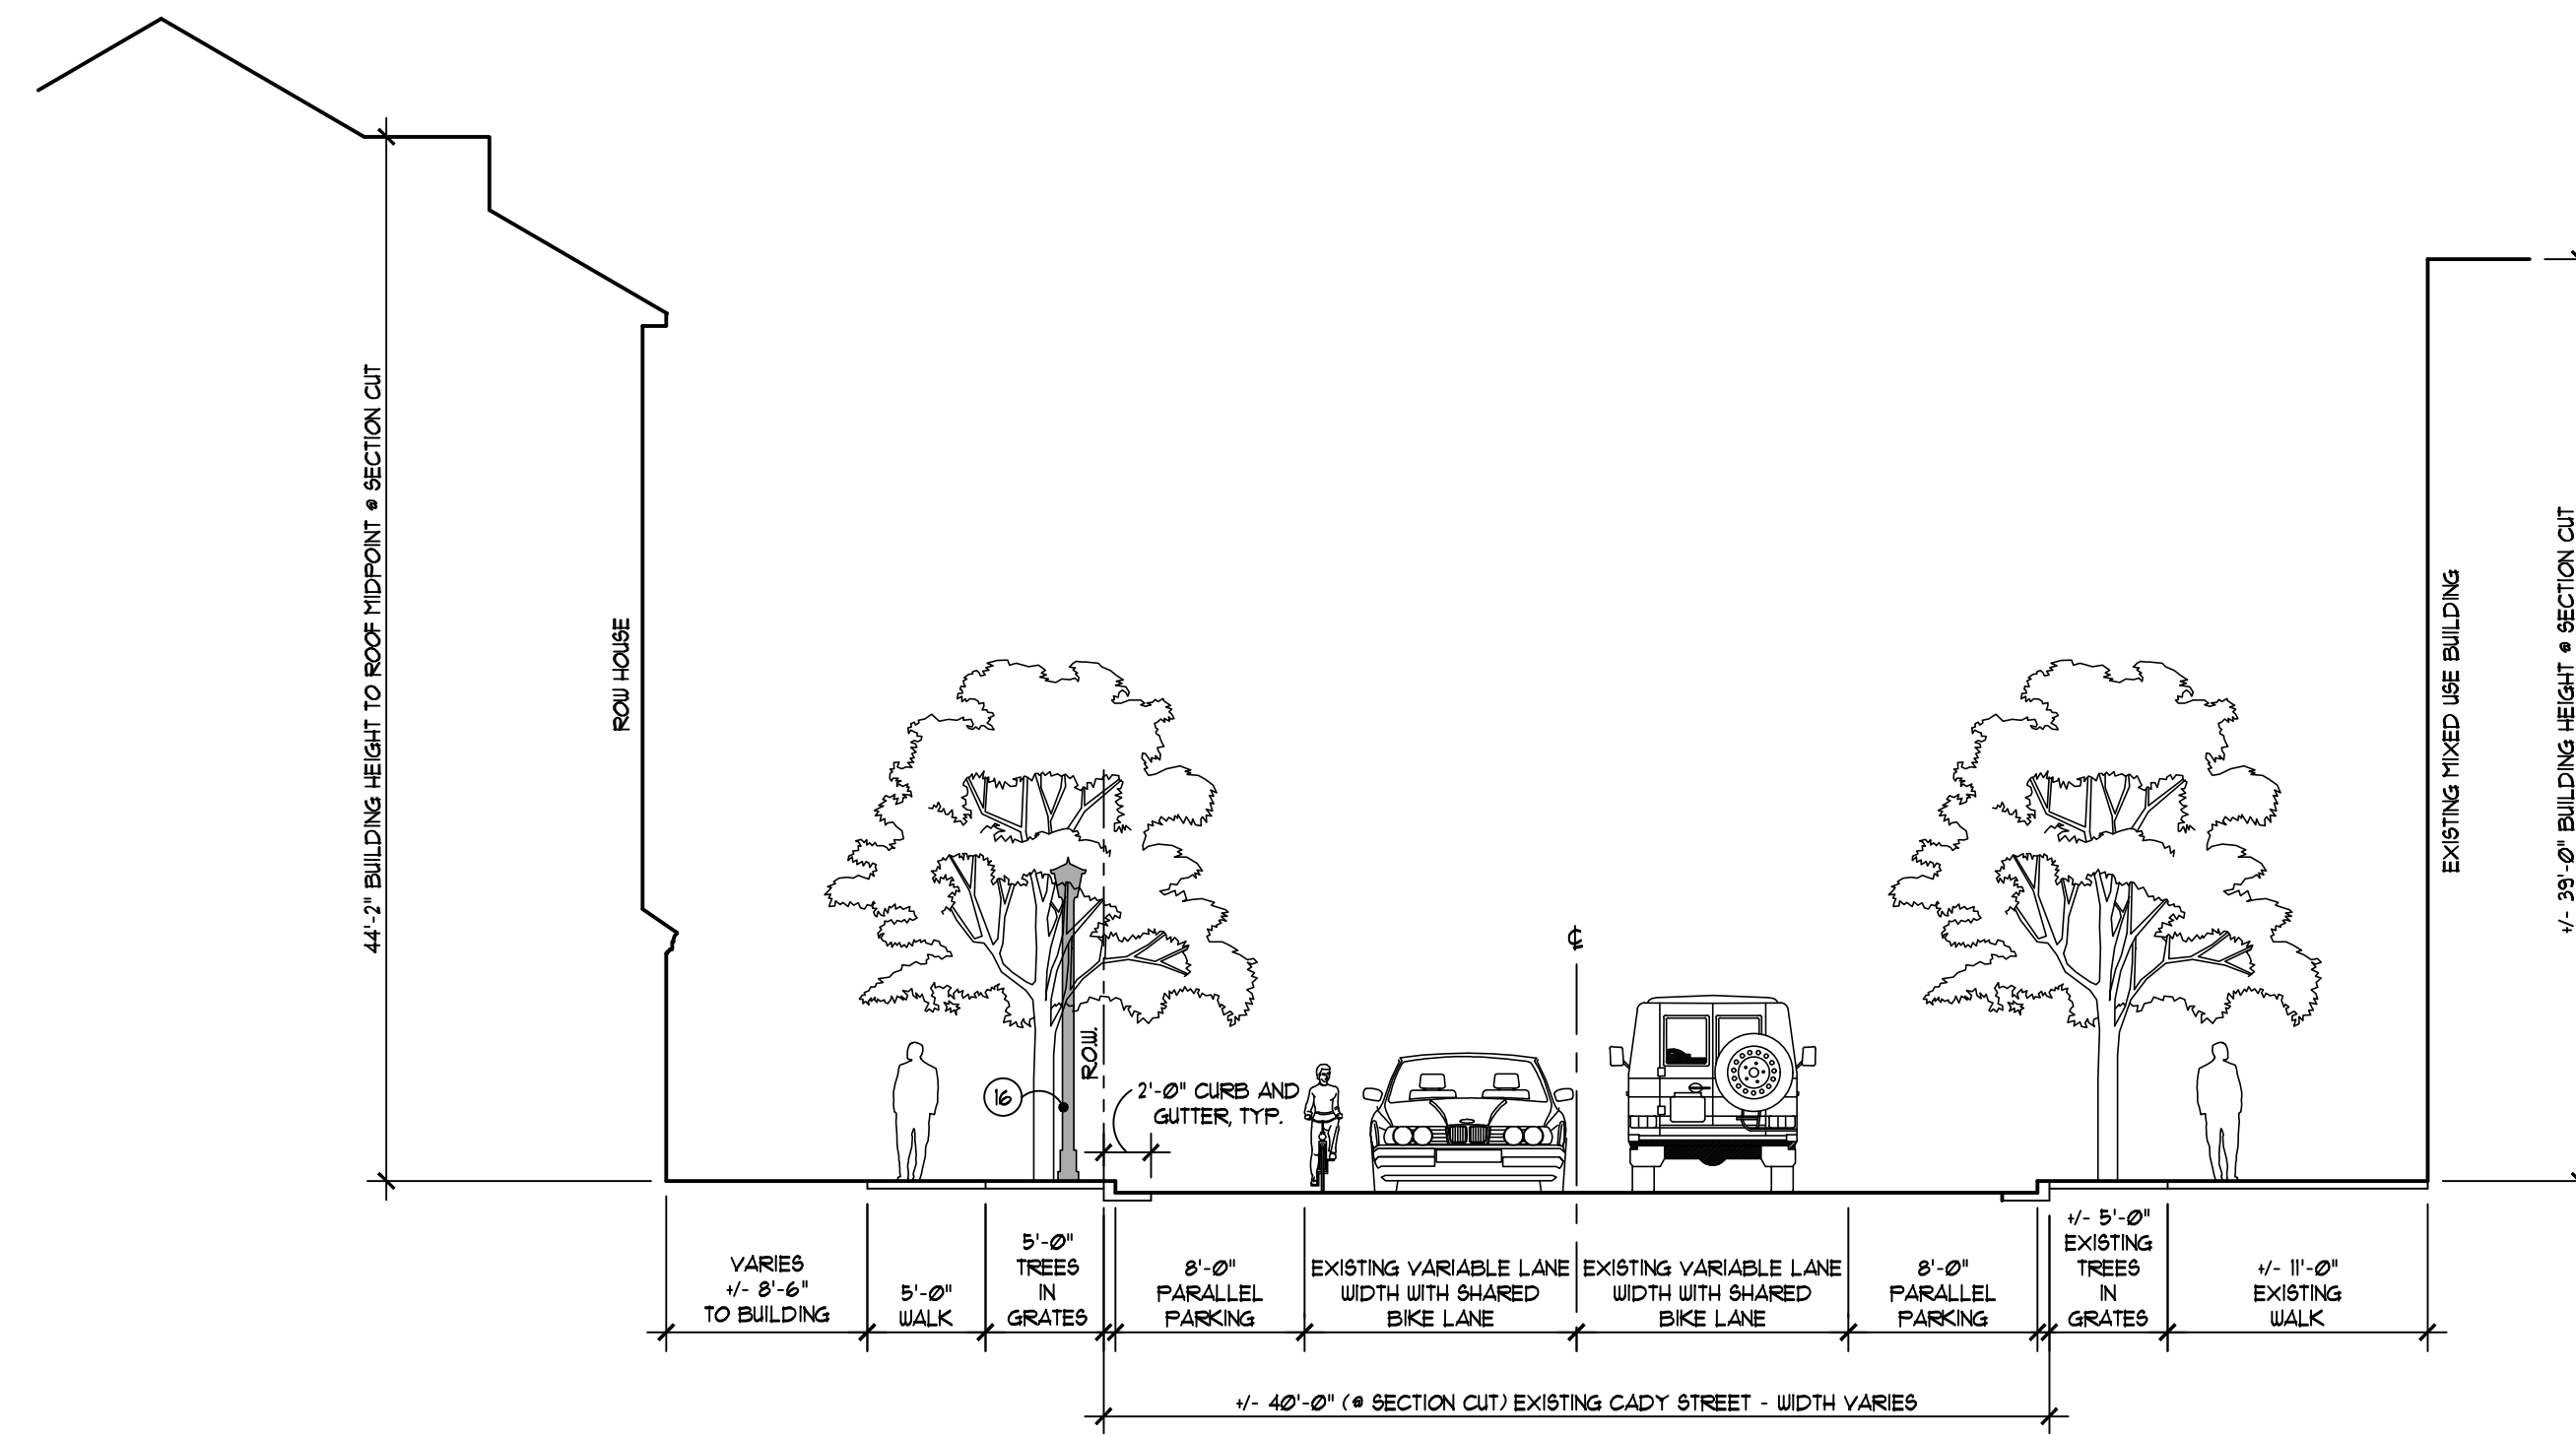 44'-2" BUILDING HEIGHT TO ROOF MIDPOINT @ SECTION CUT
ROW HOUSE
EXISTING MIXED USE BUILDING
+/- 39'-0" BUILDING HEIGHT @ SECTION CUT
℄
R.O.W.
16
2'-0" CURB AND
GUTTER, TYP.
VARIES
+/- 8'-6"
TO BUILDING
5'-0"
WALK
5'-0"
TREES
IN
GRATES
8'-0"
PARALLEL
PARKING
EXISTING VARIABLE LANE
WIDTH WITH SHARED
BIKE LANE
EXISTING VARIABLE LANE
WIDTH WITH SHARED
BIKE LANE
8'-0"
PARALLEL
PARKING
+/- 5'-0"
EXISTING
TREES
IN
GRATES
+/- 11'-0"
EXISTING
WALK
+/- 40'-0" (@ SECTION CUT) EXISTING CADY STREET - WIDTH VARIES